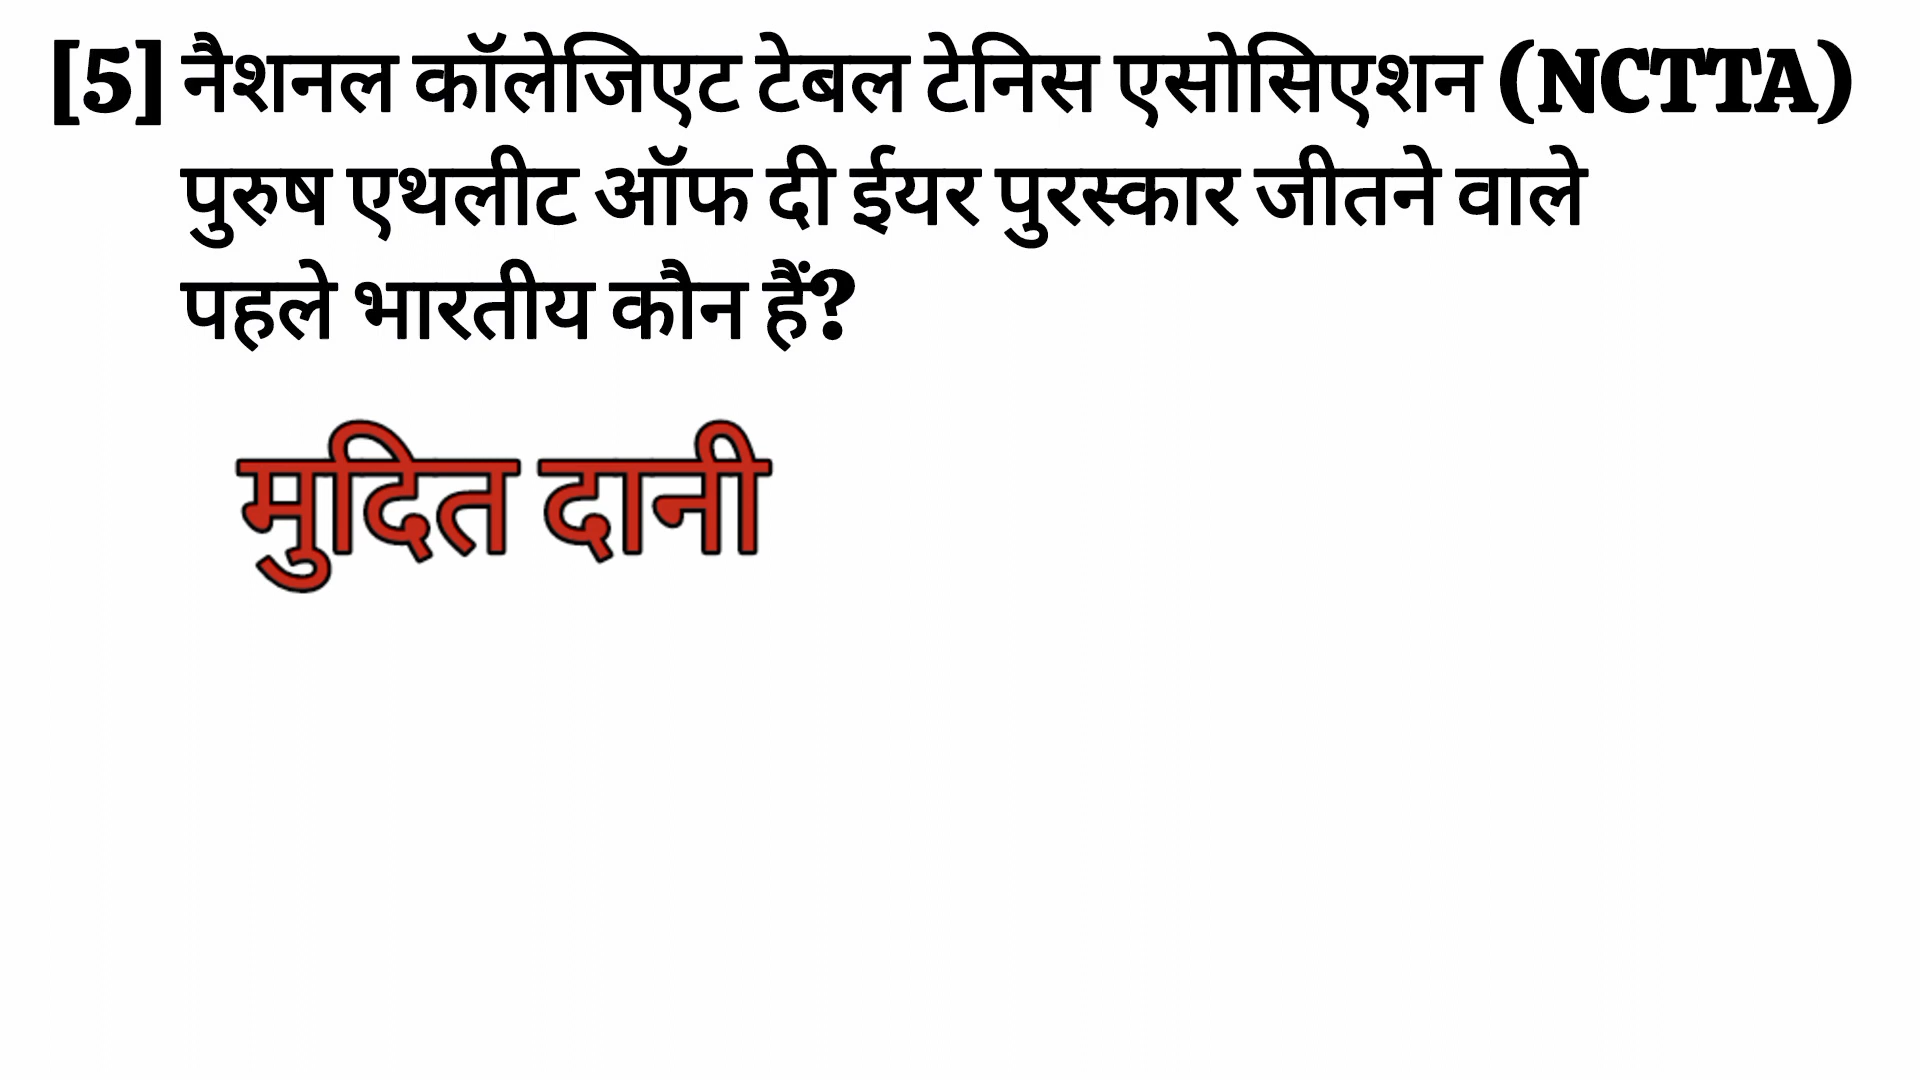 [5] नैशनल कॉलेजिएट टेबल टेनिस एसोसिएशन (NCTTA)
पुरुष एथलीट ऑफ दी ईयर पुरस्कार जीतने वाले
पहले भारतीय कौन हैं?
मुदित दानी